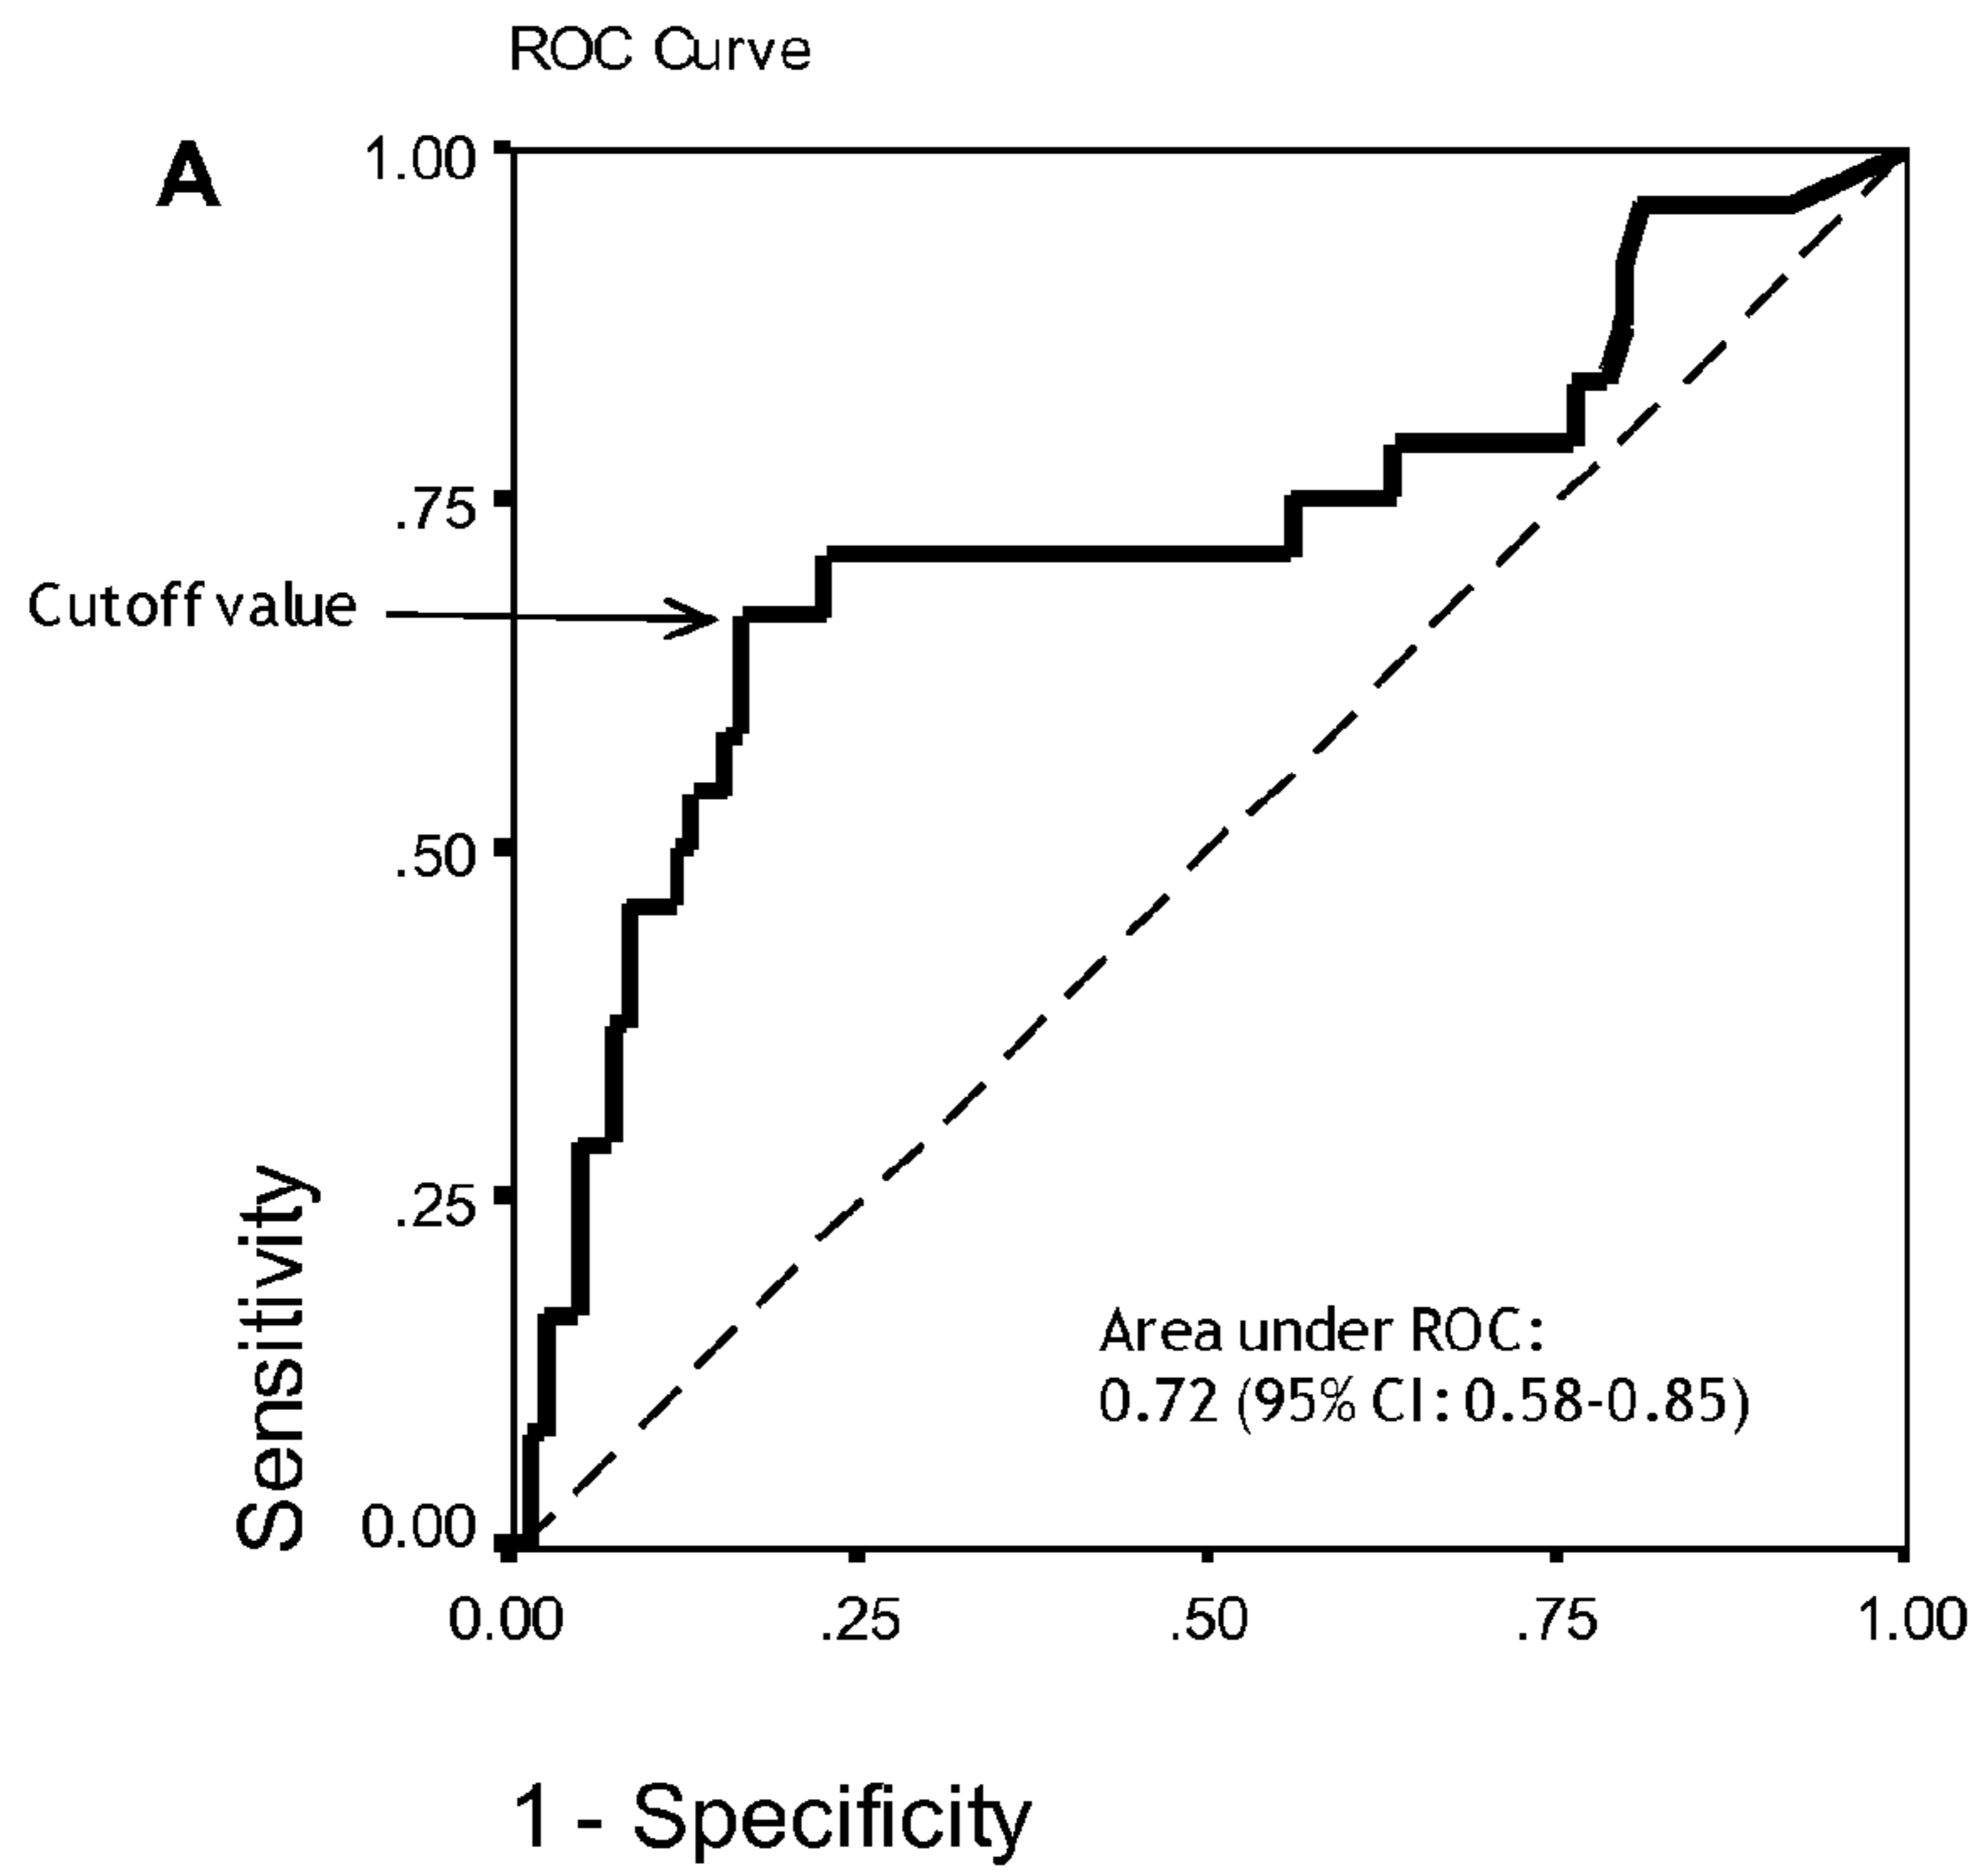 ROC Curve
A
1.00
.75
Cutoff value
.50
.25
0.00
Sensitivity
Area under ROC:
0.72 (95% CI: 0.58-0.85)
0.00 .25 .50 .75 1.00
1 - Specificity